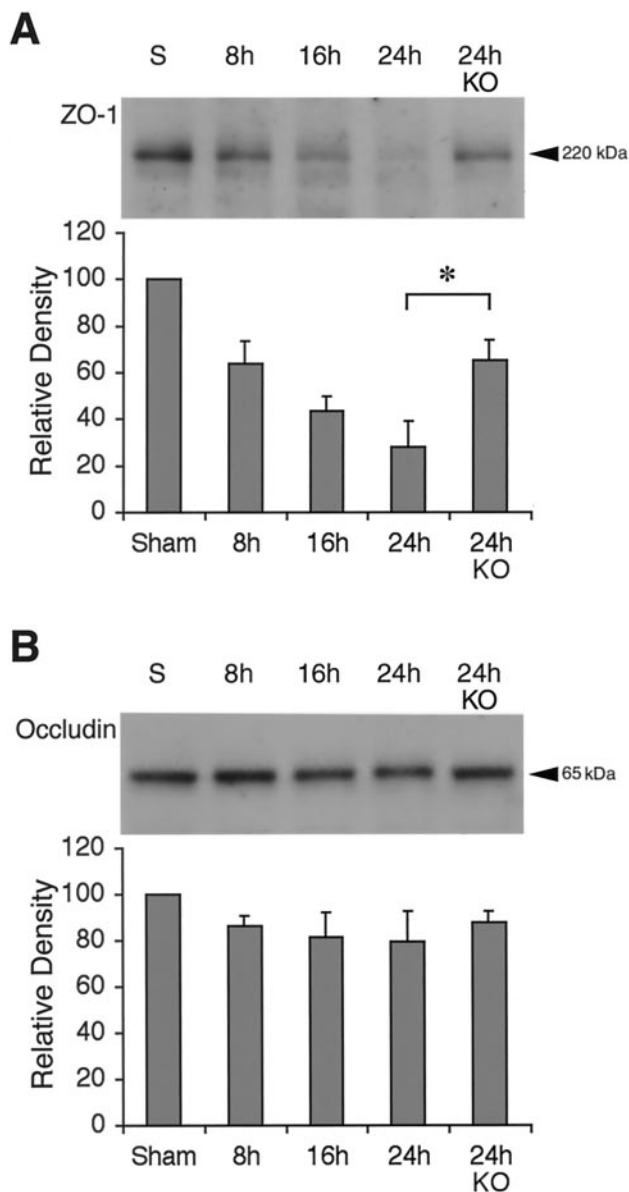 A
S 8h 16h 24h 24h
KO
ZO-1
220 kDa
120
100
80
60
40
20
0
Relative Density
*
Sham 8h 16h 24h 24h
KO
B
S 8h 16h 24h 24h
KO
Occludin
65 kDa
120
100
80
60
40
20
0
Relative Density
Sham 8h 16h 24h 24h
KO